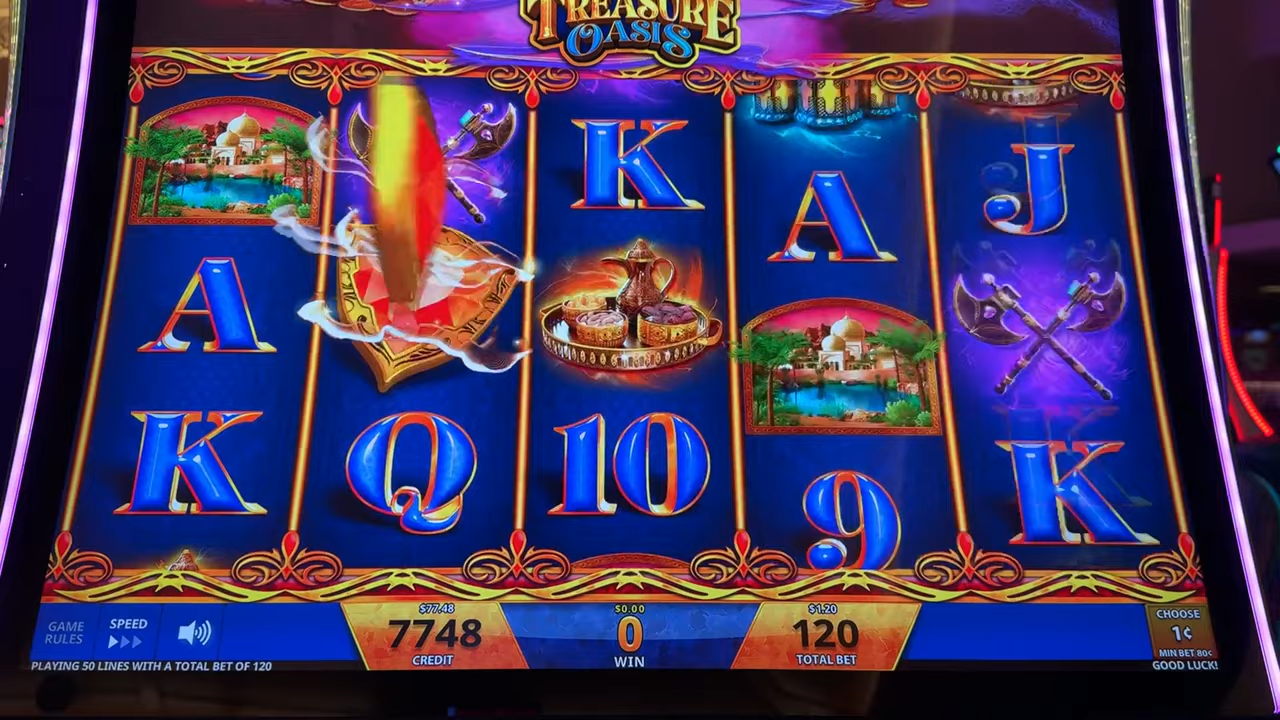 TREASURE
OASIS
K
A
J
A
K
Q
10
9
K
GAME
RULES
SPEED
$77.48
7748
CREDIT
$0.00
0
WIN
$1.20
120
TOTAL BET
CHOOSE
1¢
MIN BET 80¢
GOOD LUCK!
PLAYING 50 LINES WITH A TOTAL BET OF 120